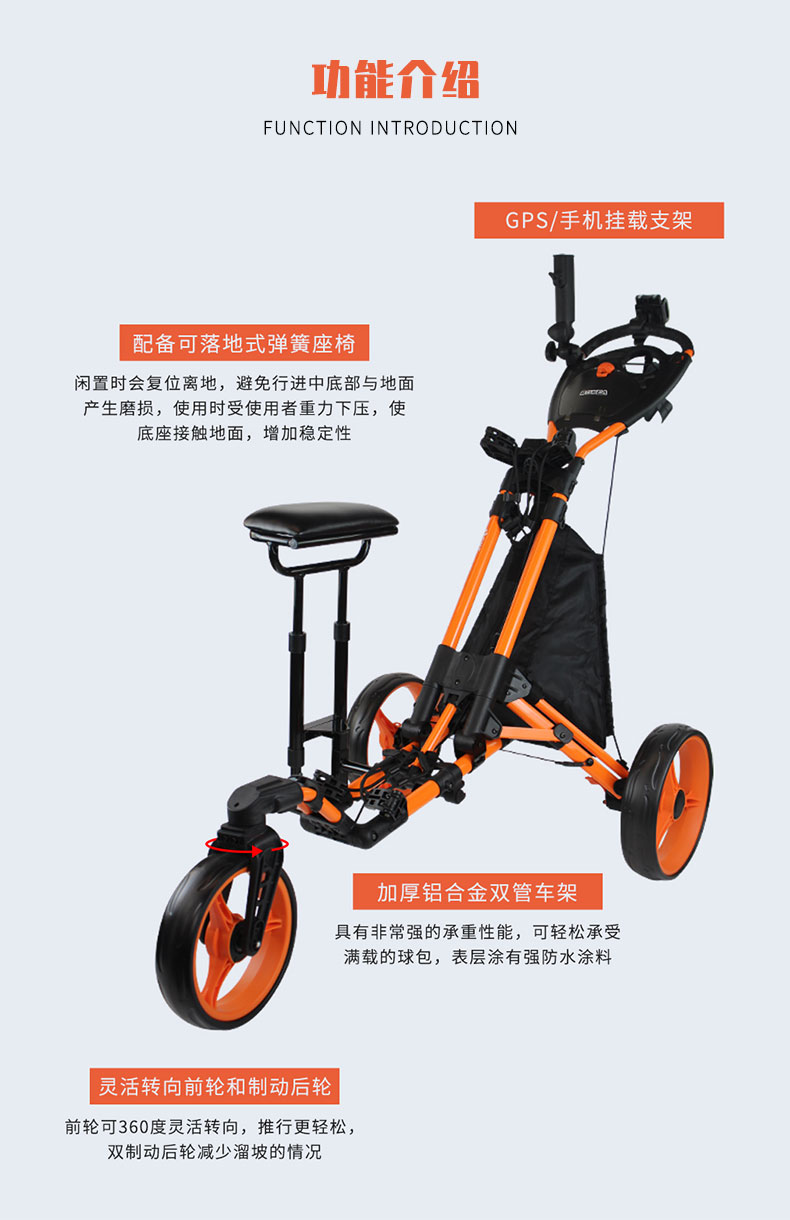 功能介绍
FUNCTION INTRODUCTION
GPS/手机挂载支架
配备可落地式弹簧座椅
闲置时会复位离地，避免行进中底部与地面
产生磨损，使用时受使用者重力下压，使
底座接触地面，增加稳定性
加厚铝合金双管车架
具有非常强的承重性能，可轻松承受
满载的球包，表层涂有强防水涂料
灵活转向前轮和制动后轮
前轮可360度灵活转向，推行更轻松，
双制动后轮减少溜坡的情况